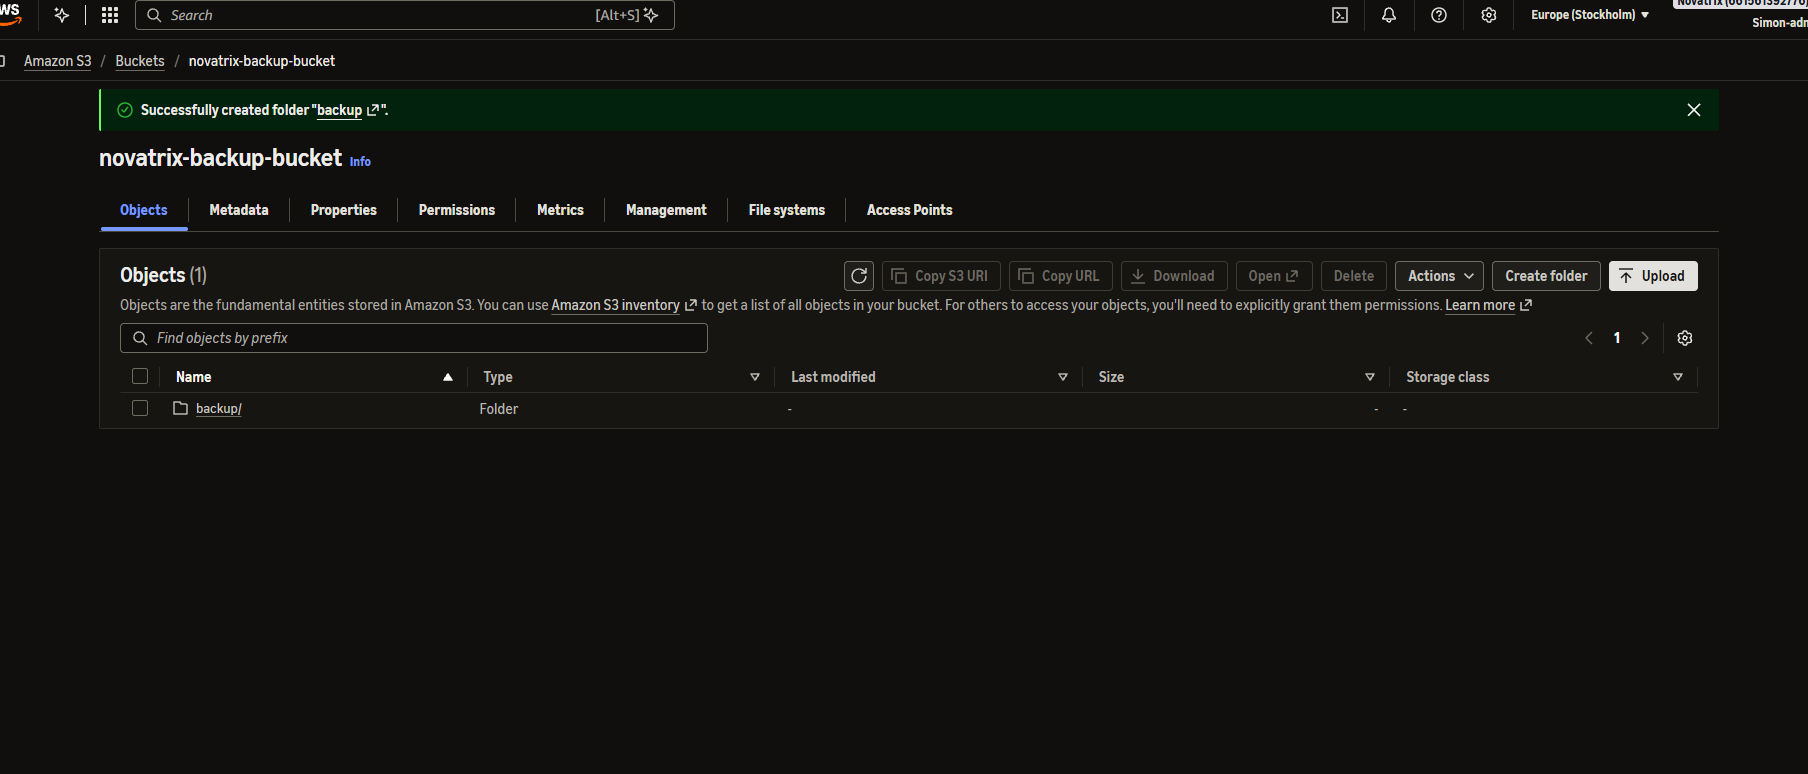 Search [Alt+S] Europe (Stockholm) Novatrix (661561392776)
Simon-adm
Amazon S3 / Buckets / novatrix-backup-bucket
Successfully created folder "backup".
novatrix-backup-bucket Info
Objects Metadata Properties Permissions Metrics Management File systems Access Points
Objects (1) Copy S3 URI Copy URL Download Open Delete Actions Create folder Upload
Objects are the fundamental entities stored in Amazon S3. You can use Amazon S3 inventory to get a list of all objects in your bucket. For others to access your objects, you'll need to explicitly grant them permissions. Learn more
Find objects by prefix 1
Name Type Last modified Size Storage class
backup/ Folder - - -